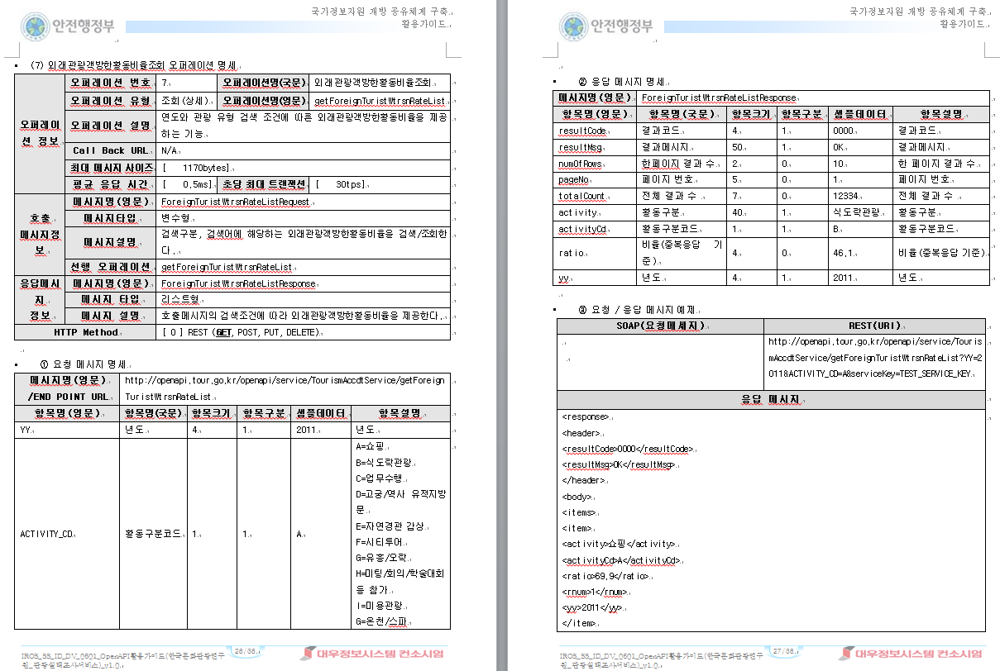 국가정보자원 개방 공유체계 구축
활용가이드
안전행정부
(7) 외래관광객방한활동비율조회 오퍼레이션 명세
오퍼레이션 정보
오퍼레이션 번호 7 오퍼레이션명(국문) 외래관광객방한활동비율조회
오퍼레이션 유형 조회(상세) 오퍼레이션명(영문) getForeignTuristWtrsnRateList
오퍼레이션 설명 연도와 관광 유형 검색 조건에 따른 외래관광객방한활동비율을 제공
하는 기능
Call Back URL N/A
최대 메시지 사이즈 [ 1170bytes]
평균 응답 시간 [ 0.5ms] 초당 최대 트랜젝션 [ 30tps]
호출
메시지정
보
메시지명(영문) ForeignTuristWtrsnRateListRequest
메시지타입 변수형
메시지설명 검색구분, 검색어에 해당하는 외래관광객방한활동비율을 검색/조회한
다.
선행 오퍼레이션 getForeignTuristWtrsnRateList
응답메시
지
정보
메시지명(영문) ForeignTuristWtrsnRateListResponse
메시지 타입 리스트형
메시지 설명 호출메시지의 검색조건에 따라 외래관광객방한활동비율을 제공한다.
HTTP Method [ O ] REST (GET, POST, PUT, DELETE)
① 요청 메시지 명세
메시지명(영문)
/END POINT URL
http://openapi.tour.go.kr/openapi/service/TourismAccdtService/getForeign
TuristWtrsnRateList
항목명(영문) 항목명(국문) 항목크기 항목구분 샘플데이터 항목설명
YY 년도 4 1 2011 년도
ACTIVITY_CD 활동구분코드 1 1 A
A=쇼핑
B=식도락관광
C=업무수행
D=고궁/역사 유적지방
문
E=자연경관 감상
F=시티투어
G=유흥/오락
H=미팅/회의/학술대회
등 참가
I=미용관광
G=온천/스파
IROS_SS_ID_DV_0501_OpenAPI활용가이드(한국문화관광연구
원_관광실태조사서비스)_v1.0
26/36
대우정보시스템 컨소시엄
국가정보자원 개방 공유체계 구축
활용가이드
안전행정부
② 응답 메시지 명세
메시지명(영문) ForeignTuristWtrsnRateListResponse
항목명(영문) 항목명(국문) 항목크기 항목구분 샘플데이터 항목설명
resultCode 결과코드 4 1 0000 결과코드
resultMsg 결과메시지 50 1 OK 결과메시지
numOfRows 한페이지 결과 수 2 0 10 한 페이지 결과 수
pageNo 페이지 번호 5 0 1 페이지 번호
totalCount 전체 결과 수 7 0 12334 전체 결과 수
activity 활동구분 40 1 식도락관광 활동구분
activityCd 활동구분코드 1 1 B 활동구분코드
ratio 비율(중복응답 기
준) 4 0 46.1 비율(중복응답 기준)
yy 년도 4 1 2011 년도
③ 요청 / 응답 메시지 예제
SOAP(요청메세지) REST(URI)
http://openapi.tour.go.kr/openapi/service/Touris
mAccdtService/getForeignTuristWtrsnRateList?YY=2
011&ACTIVITY_CD=A&serviceKey=TEST_SERVICE_KEY
응답 메시지
<response>
<header>
<resultCode>0000</resultCode>
<resultMsg>OK</resultMsg>
</header>
<body>
<items>
<item>
<activity>쇼핑</activity>
<activityCd>A</activityCd>
<ratio>69.9</ratio>
<rnum>1</rnum>
<yy>2011</yy>
</item>
IROS_SS_ID_DV_0501_OpenAPI활용가이드(한국문화관광연구
원_관광실태조사서비스)_v1.0
27/36
대우정보시스템 컨소시엄